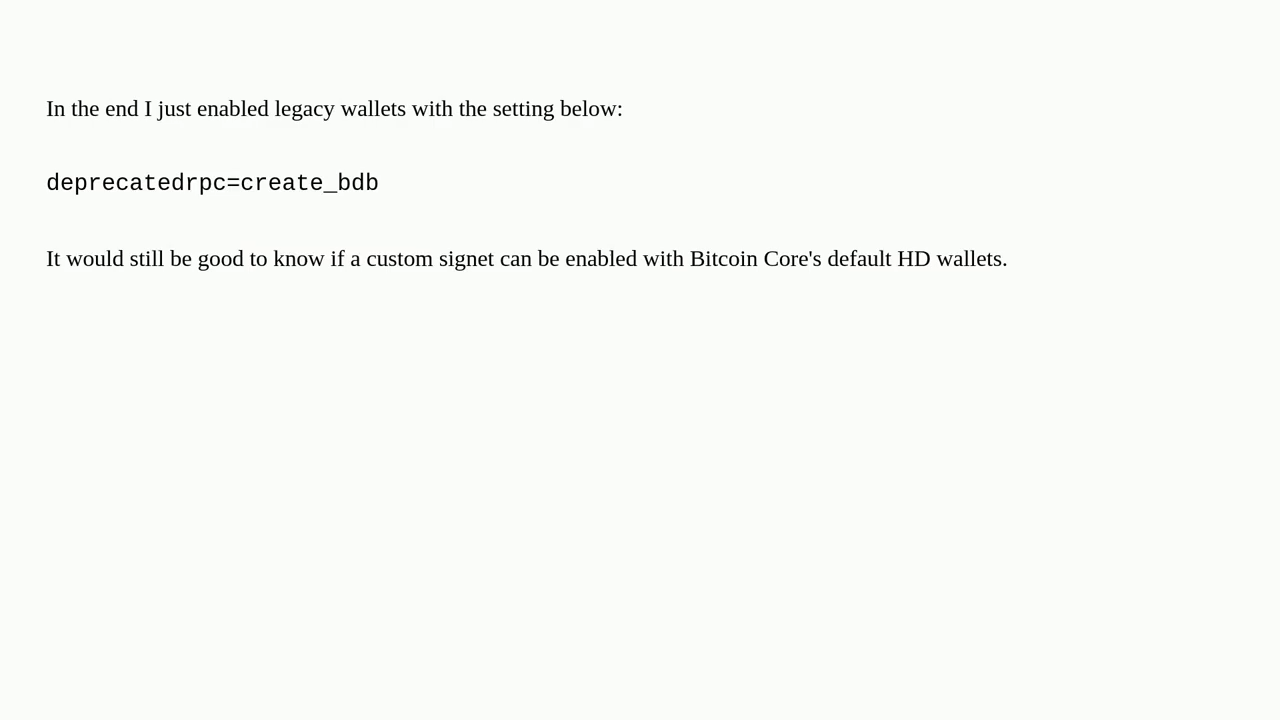 In the end I just enabled legacy wallets with the setting below:
deprecatedrpc=create_bdb
It would still be good to know if a custom signet can be enabled with Bitcoin Core's default HD wallets.